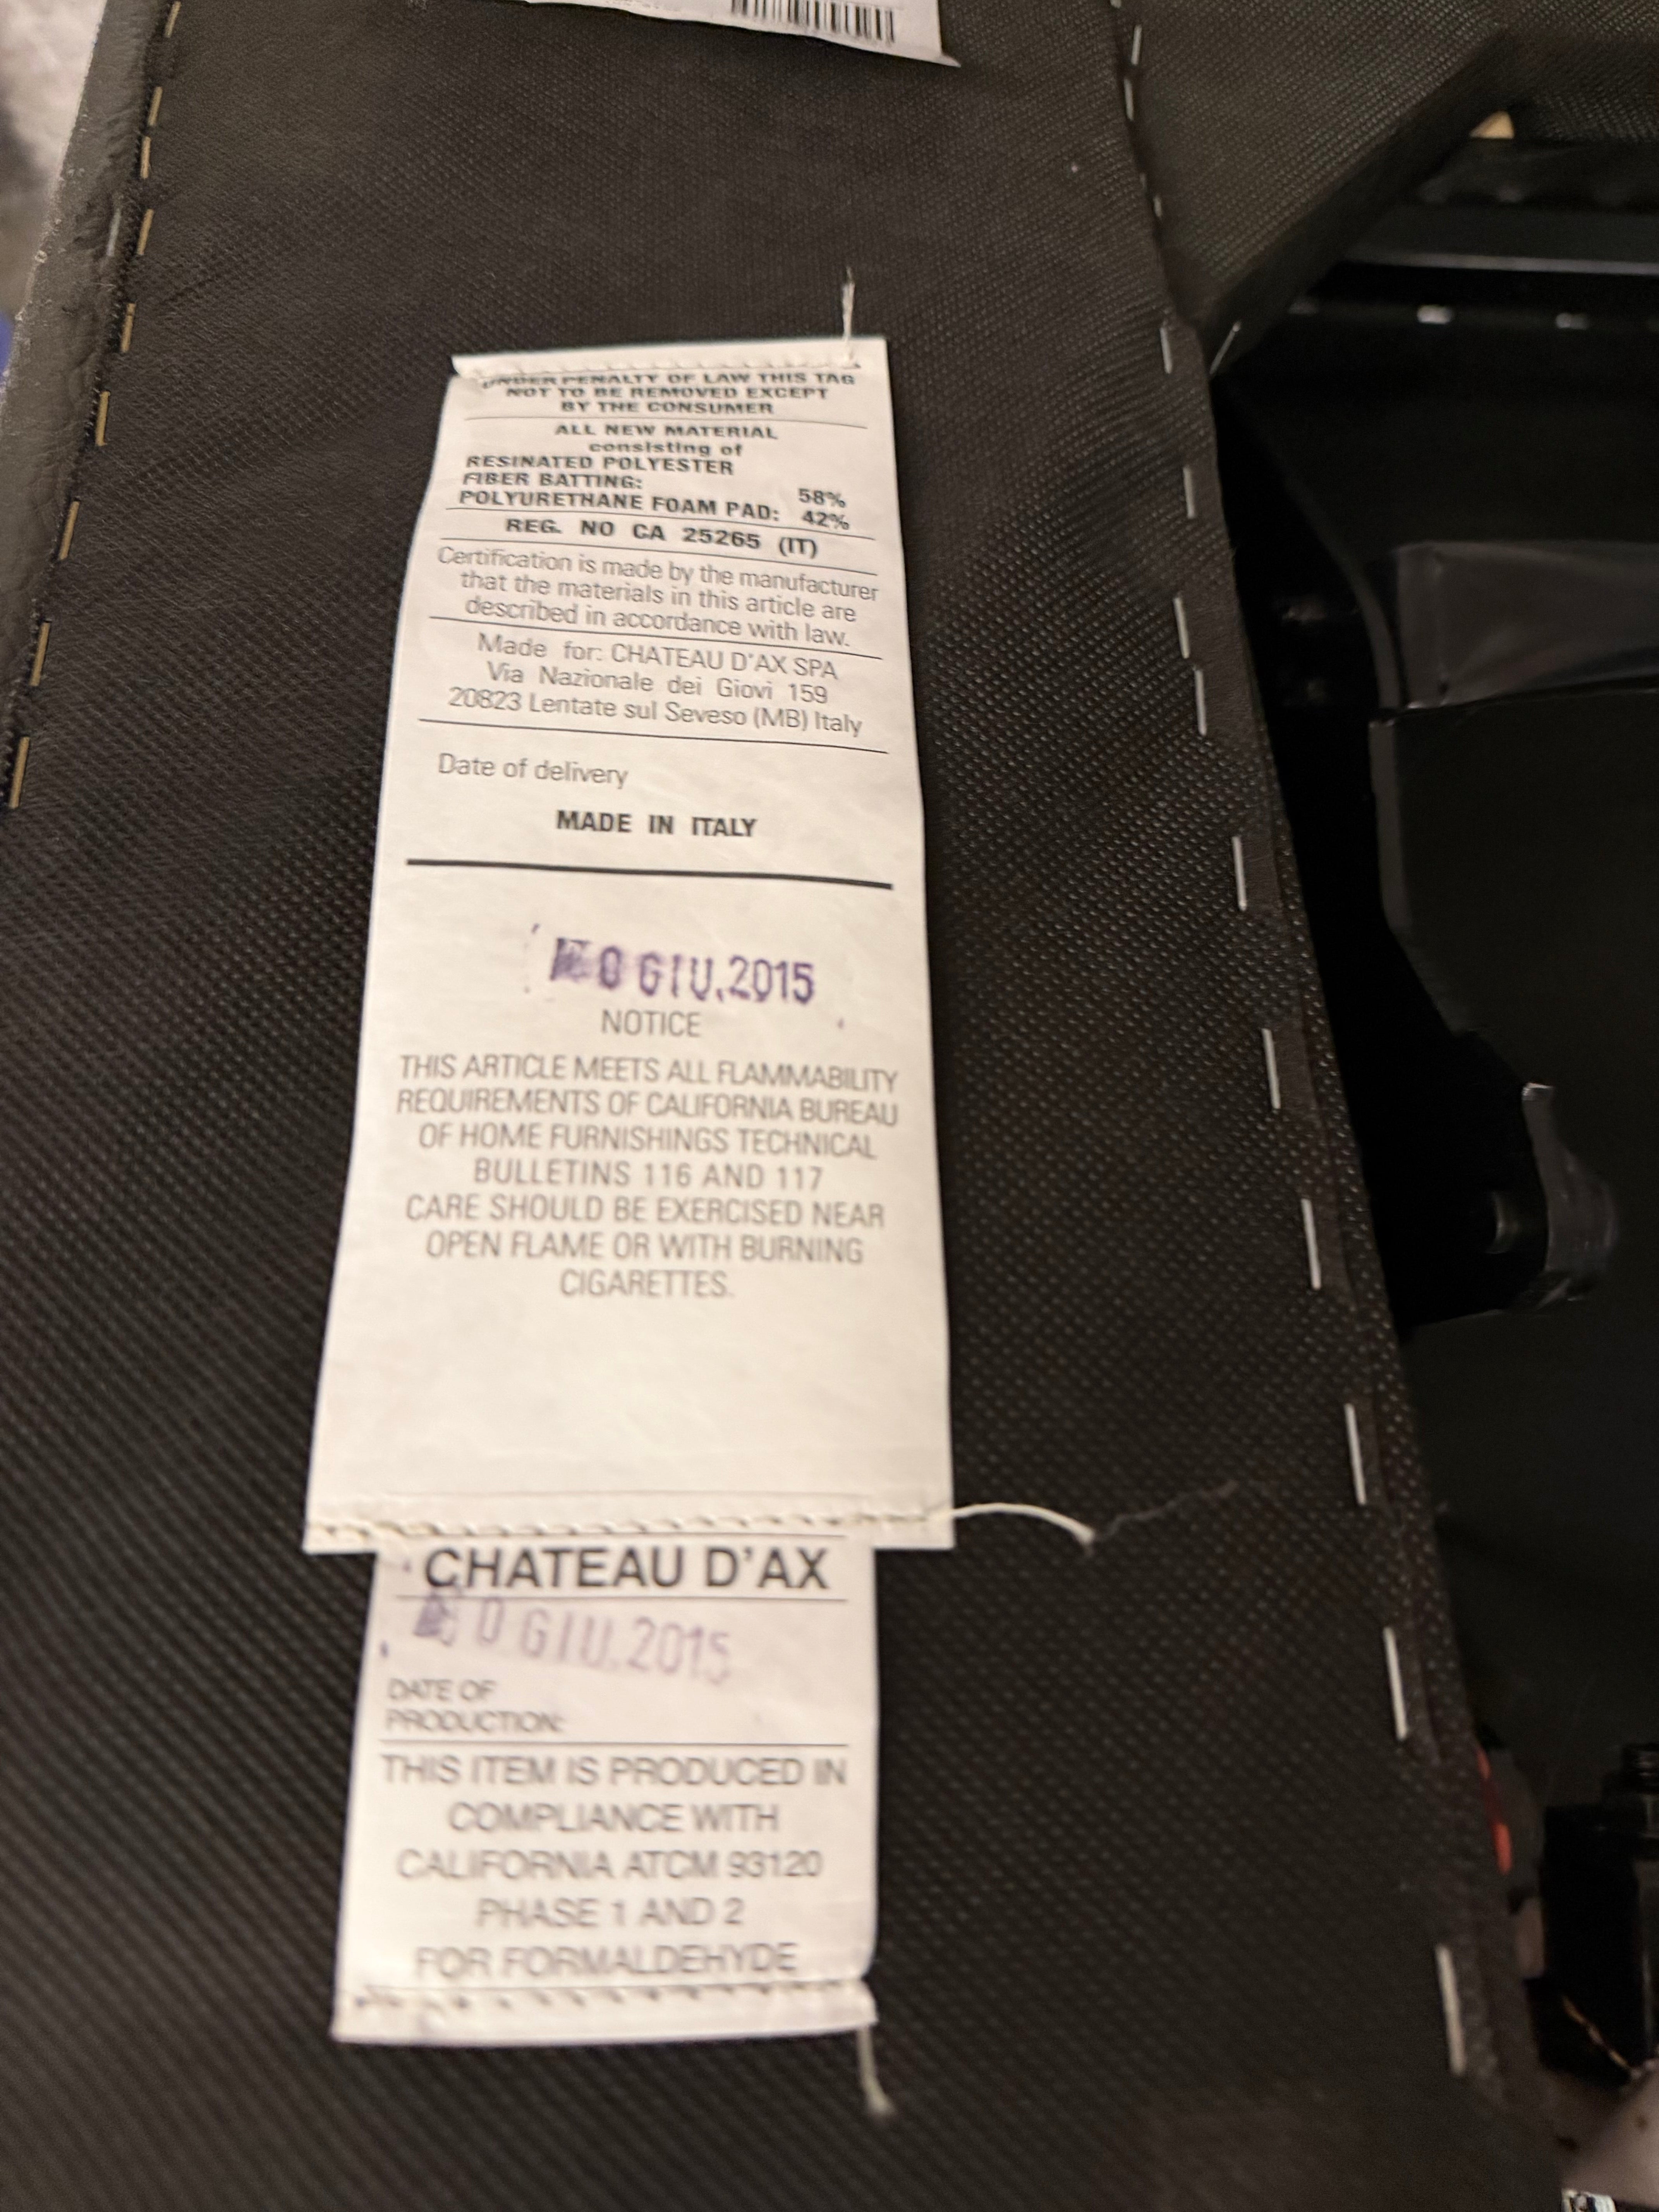 UNDER PENALTY OF LAW THIS TAG
NOT TO BE REMOVED EXCEPT
BY THE CONSUMER
ALL NEW MATERIAL
consisting of
RESINATED POLYESTER
FIBER BATTING: 58%
POLYURETHANE FOAM PAD: 42%
REG. NO CA 25265 (IT)
Certification is made by the manufacturer
that the materials in this article are
described in accordance with law.
Made for: CHATEAU D'AX SPA
Via Nazionale dei Giovi 159
20823 Lentate sul Seveso (MB) Italy
Date of delivery
MADE IN ITALY
GIU.2015
NOTICE
THIS ARTICLE MEETS ALL FLAMMABILITY
REQUIREMENTS OF CALIFORNIA BUREAU
OF HOME FURNISHINGS TECHNICAL
BULLETINS 116 AND 117
CARE SHOULD BE EXERCISED NEAR
OPEN FLAME OR WITH BURNING
CIGARETTES.
CHATEAU D'AX
GIU.2015
DATE OF
PRODUCTION:
THIS ITEM IS PRODUCED IN
COMPLIANCE WITH
CALIFORNIA ATCM 93120
PHASE 1 AND 2
FOR FORMALDEHYDE